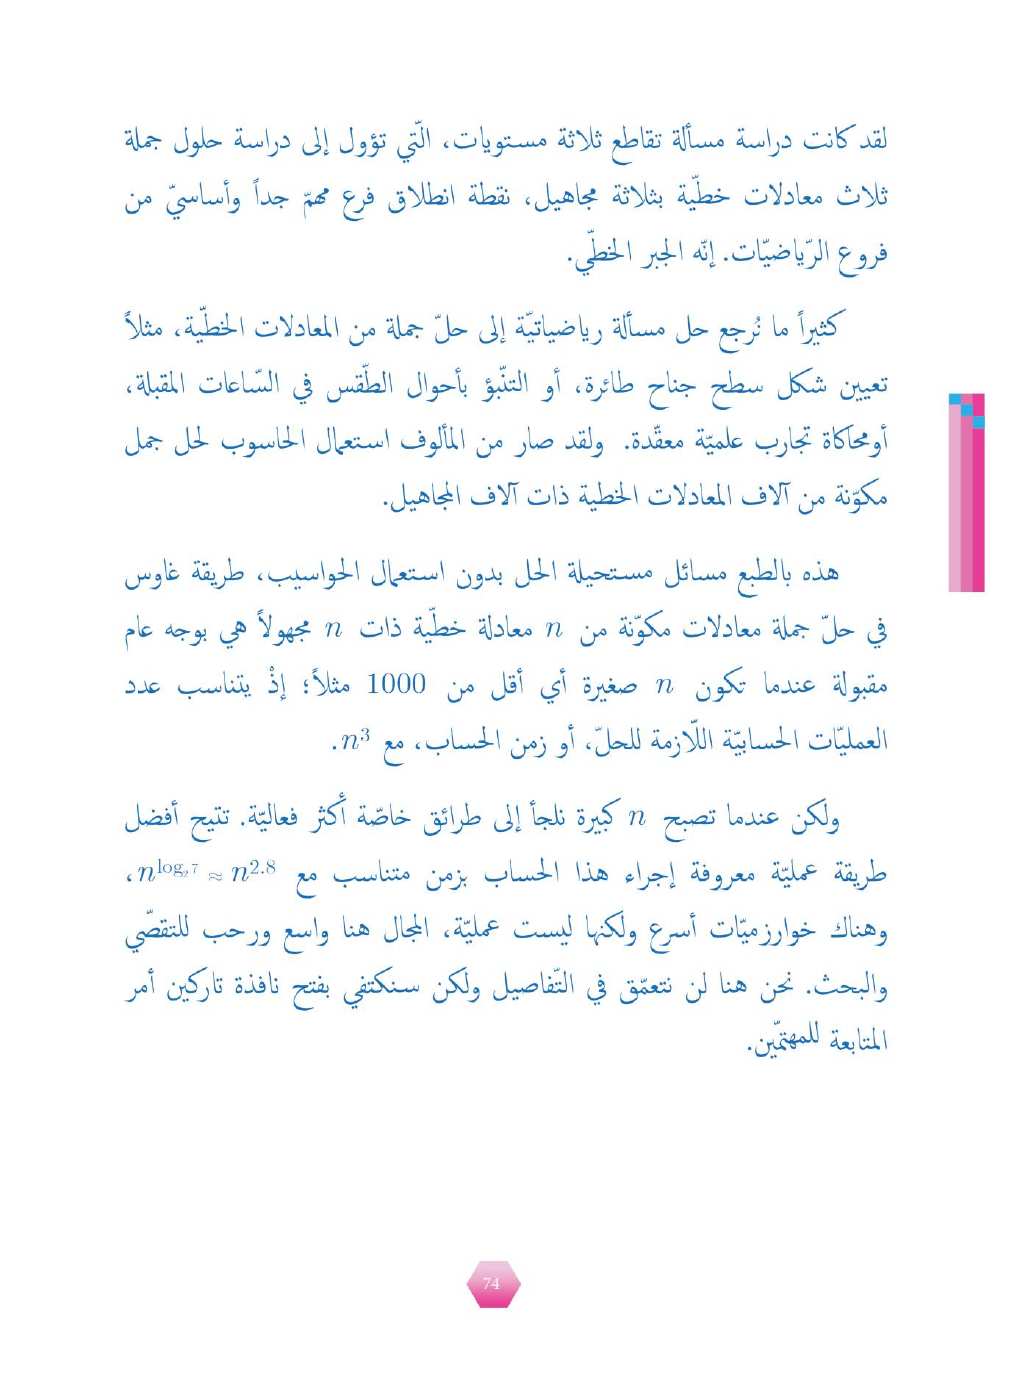 لقد كانت دراسة مسألة تقاطع ثلاثة مستويات، الّتي تؤول إلى دراسة حلول جملة
ثلاث معادلات خطّية بثلاثة مجاهيل، نقطة انطلاق فرع مهمّ جداً وأساسيّ من
فروع الرّياضيّات. إنّه الجبر الخطّي.
كثيراً ما نُرجع حل مسألة رياضياتيّة إلى حلّ جملة من المعادلات الخطّية، مثلاً
تعيين شكل سطح جناح طائرة، أو التنّبؤ بأحوال الطّقس في السّاعات المقبلة،
أومحاكاة تجارب علميّة معقّدة. ولقد صار من المألوف استعمال الحاسوب لحل جمل
مكوّنة من آلاف المعادلات الخطية ذات آلاف المجاهيل.
هذه بالطبع مسائل مستحيلة الحل بدون استعمال الحواسيب، طريقة غاوس
في حلّ جملة معادلات مكوّنة من n معادلة خطّية ذات n مجهولاً هي بوجه عام
مقبولة عندما تكون n صغيرة أي أقل من 1000 مثلاً؛ إذْ يتناسب عدد
العمليّات الحسابيّة اللّازمة للحلّ، أو زمن الحساب، مع n³.
ولكن عندما تصبح n كبيرة نلجأ إلى طرائق خاصّة أكثر فعاليّة. تتيح أفضل
طريقة عمليّة معروفة إجراء هذا الحساب بزمن متناسب مع n^{log₂7} ≈ n^{2.8}،
وهناك خوارزميّات أسرع ولكنها ليست عمليّة، المجال هنا واسع ورحب للتقصّي
والبحث. نحن هنا لن نتعمّق في التّفاصيل ولكن سنكتفي بفتح نافذة تاركين أمر
المتابعة للمهتمّين.
74